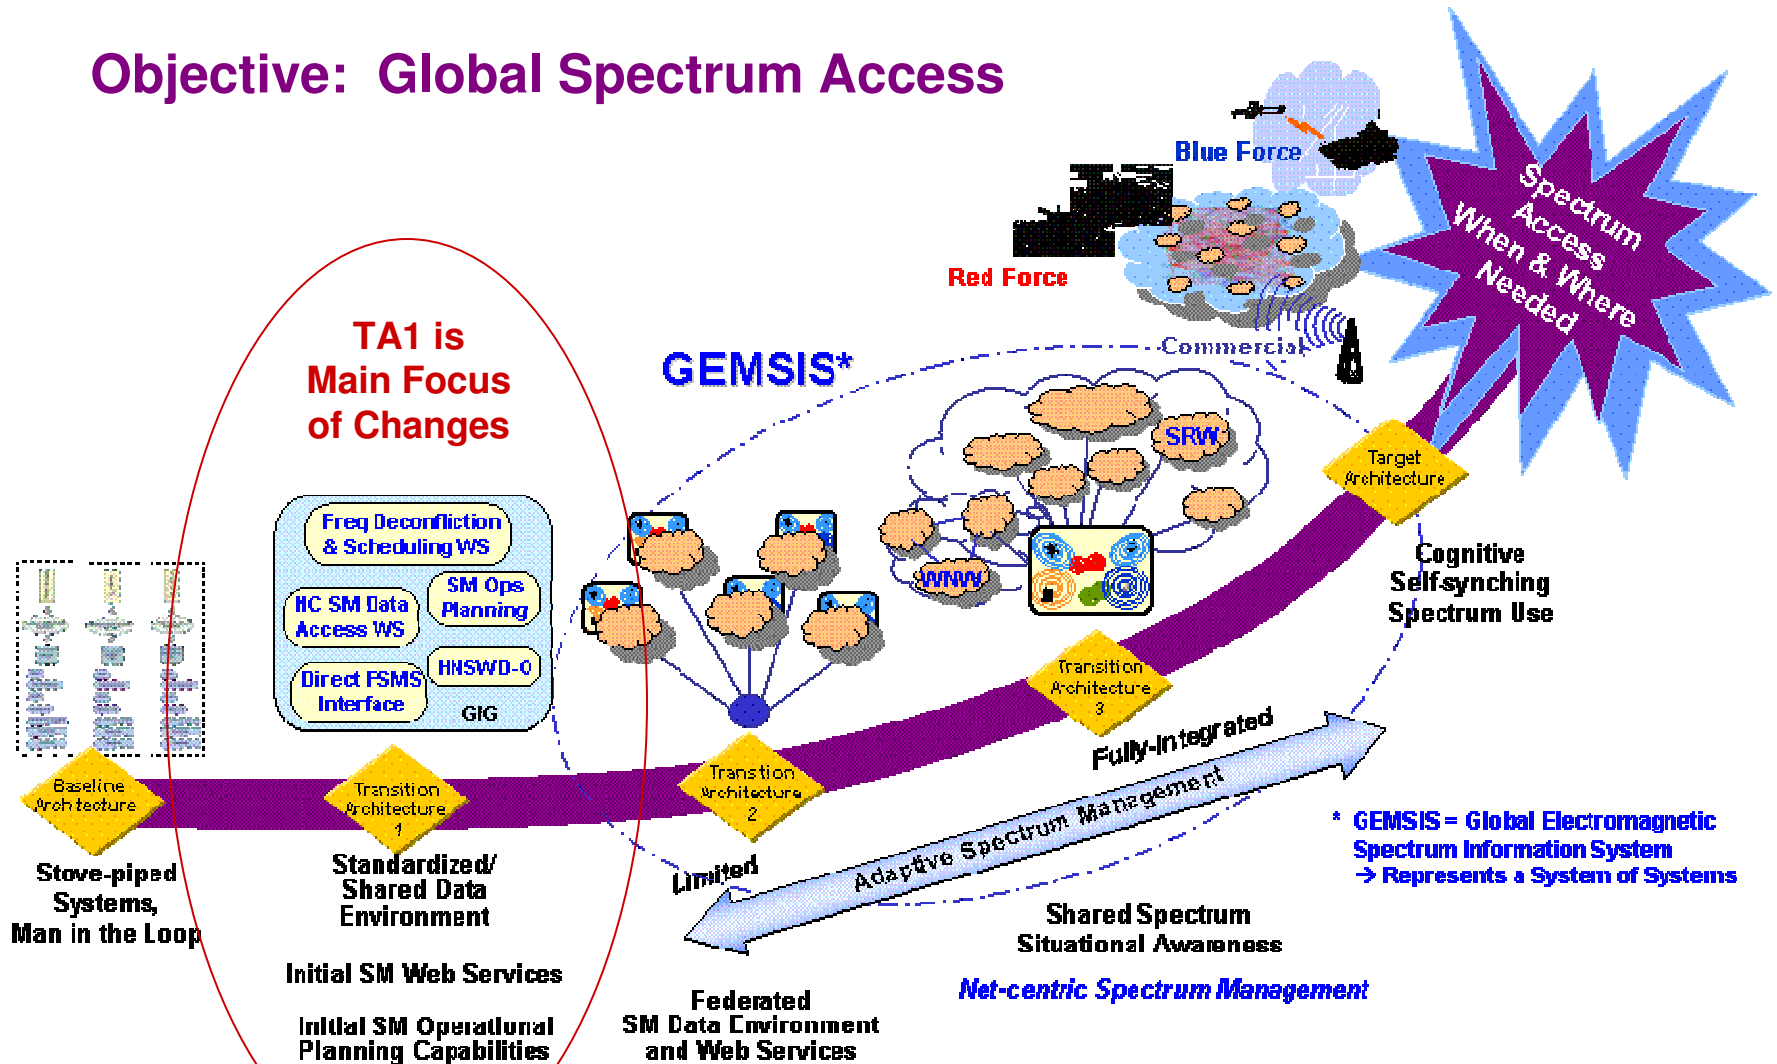 Objective: Global Spectrum Access
Blue Force
Red Force
Commercial
Spectrum
Access
When & Where
Needed
TA1 is
Main Focus
of Changes
GEMSIS*
Freq Deconfliction
& Scheduling WS
SM Ops
Planning
NC SM Data
Access WS
HNSWD-O
Direct FSMS
Interface
GIG
SRW
WNW
Target
Architecture
Cognitive
Self-synching
Spectrum Use
Transition
Architecture
3
Transtion
Architecture
2
Transition
Architecture
1
Baseline
Architecture
Fully-Integrated
Adaptive Spectrum Management
Limited
Stove-piped
Systems,
Man in the Loop
Standardized/
Shared Data
Environment
Initial SM Web Services
Initial SM Operational
Planning Capabilities
Federated
SM Data Environment
and Web Services
Shared Spectrum
Situational Awareness
Net-centric Spectrum Management
* GEMSIS = Global Electromagnetic
Spectrum Information System
→ Represents a System of Systems